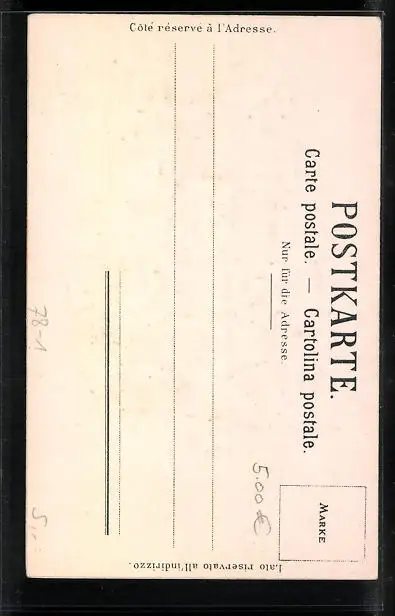 POSTKARTE.
Carte postale. — Cartolina postale.
Nur für die Adresse.
MARKE
Côté réservé à l'Adresse.
Lato riservato all'indirizzo.
5.00 €
78-1
5,-